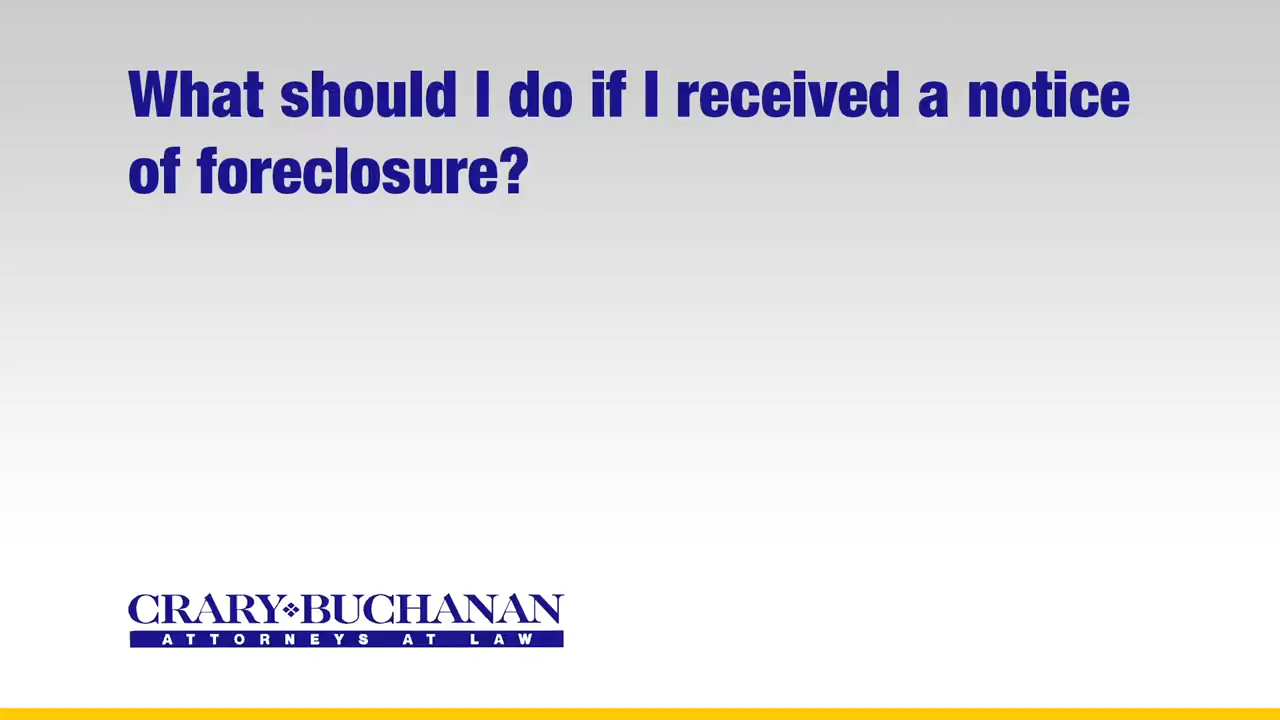 What should I do if I received a notice
of foreclosure?
CRARY BUCHANAN
ATTORNEYS AT LAW